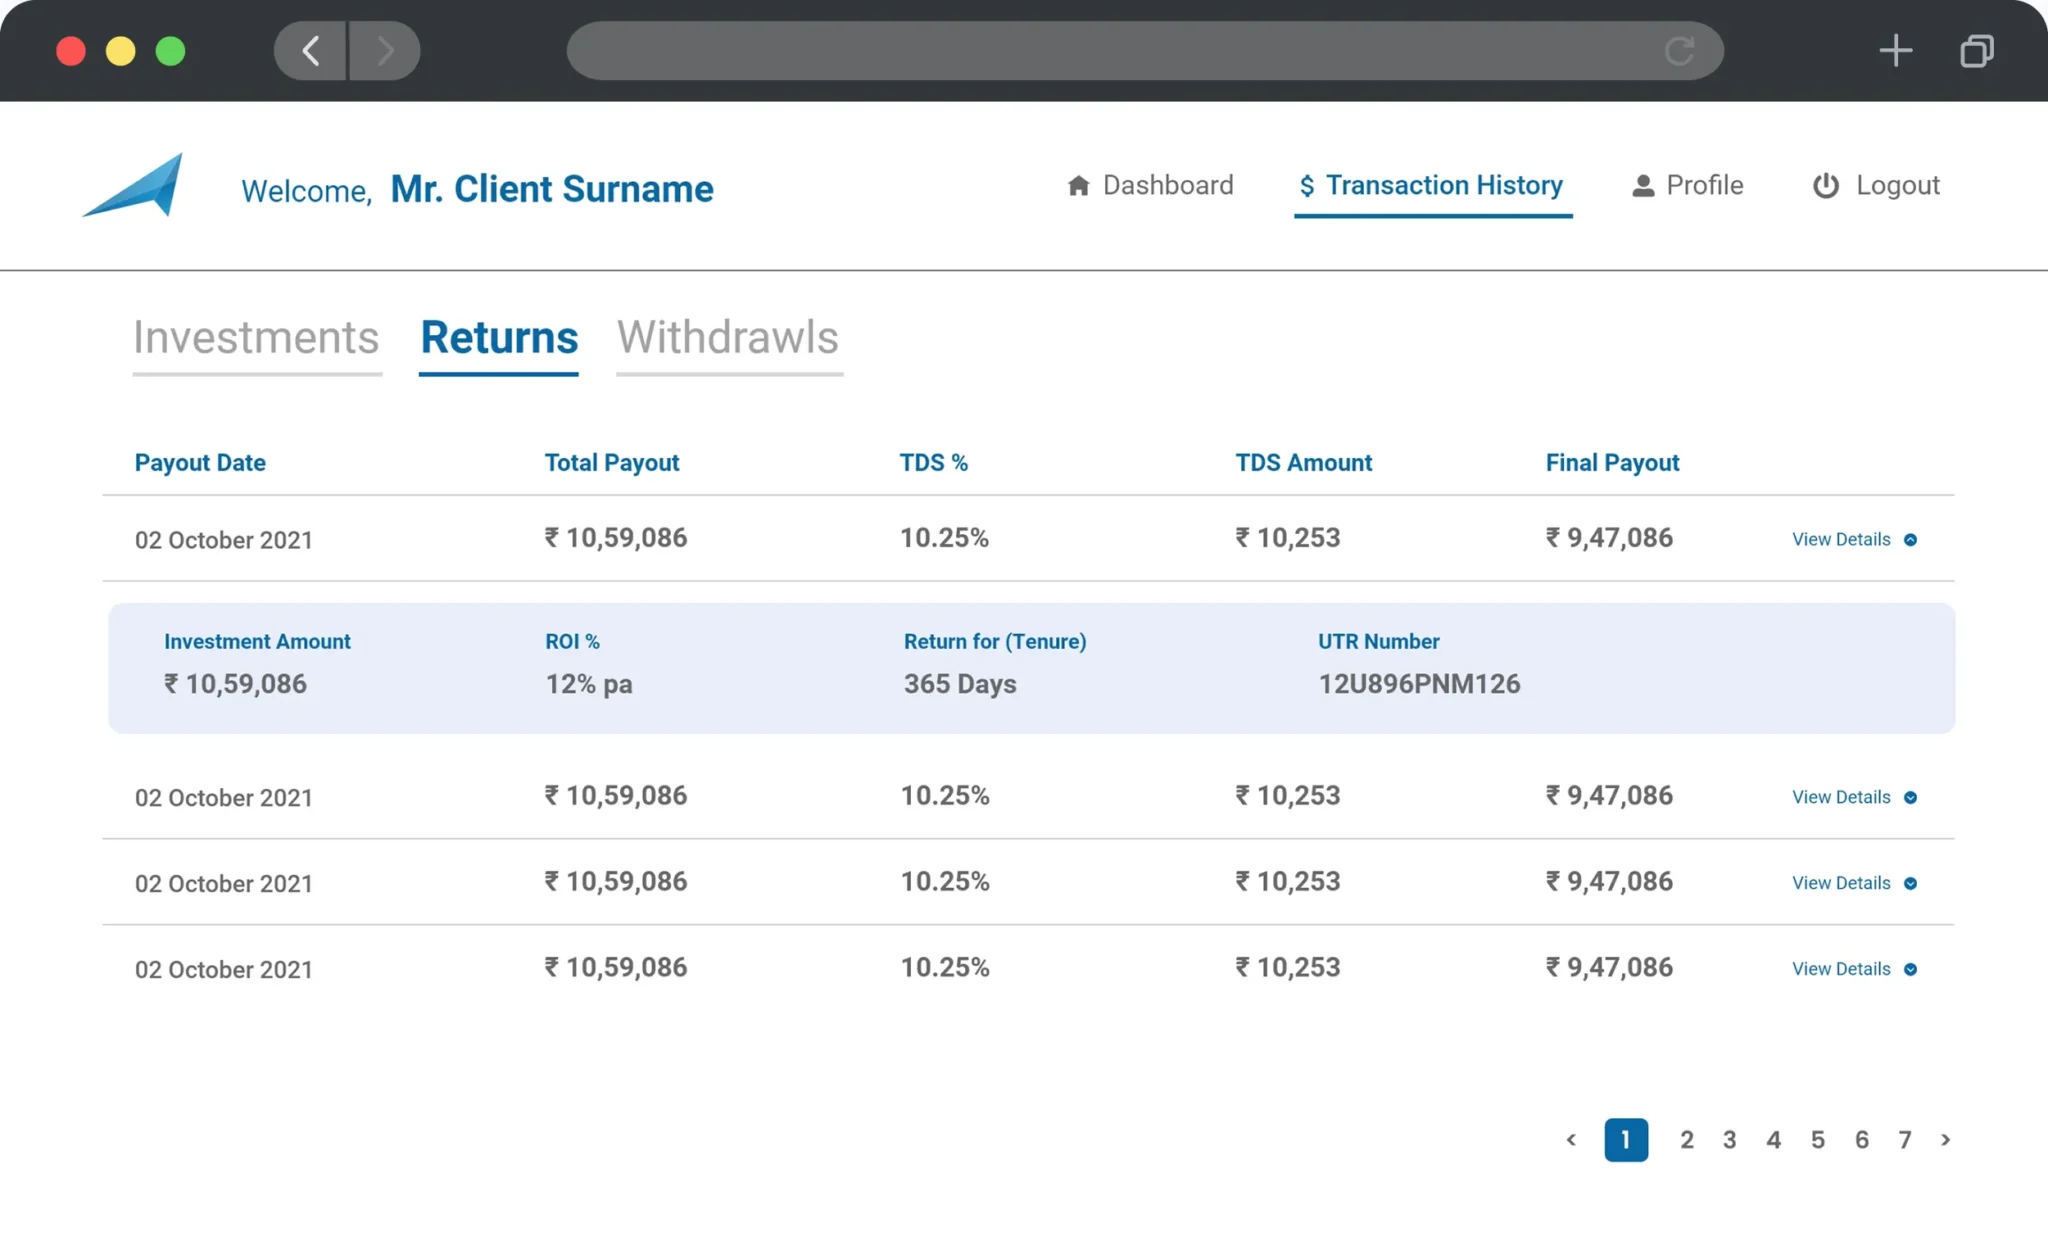 Welcome, Mr. Client Surname
Dashboard
$ Transaction History
Profile
Logout
Investments
Returns
Withdrawls
Payout Date Total Payout TDS % TDS Amount Final Payout
02 October 2021 ₹ 10,59,086 10.25% ₹ 10,253 ₹ 9,47,086 View Details
Investment Amount ROI % Return for (Tenure) UTR Number
₹ 10,59,086 12% pa 365 Days 12U896PNM126
02 October 2021 ₹ 10,59,086 10.25% ₹ 10,253 ₹ 9,47,086 View Details
02 October 2021 ₹ 10,59,086 10.25% ₹ 10,253 ₹ 9,47,086 View Details
02 October 2021 ₹ 10,59,086 10.25% ₹ 10,253 ₹ 9,47,086 View Details
< 1 2 3 4 5 6 7 >